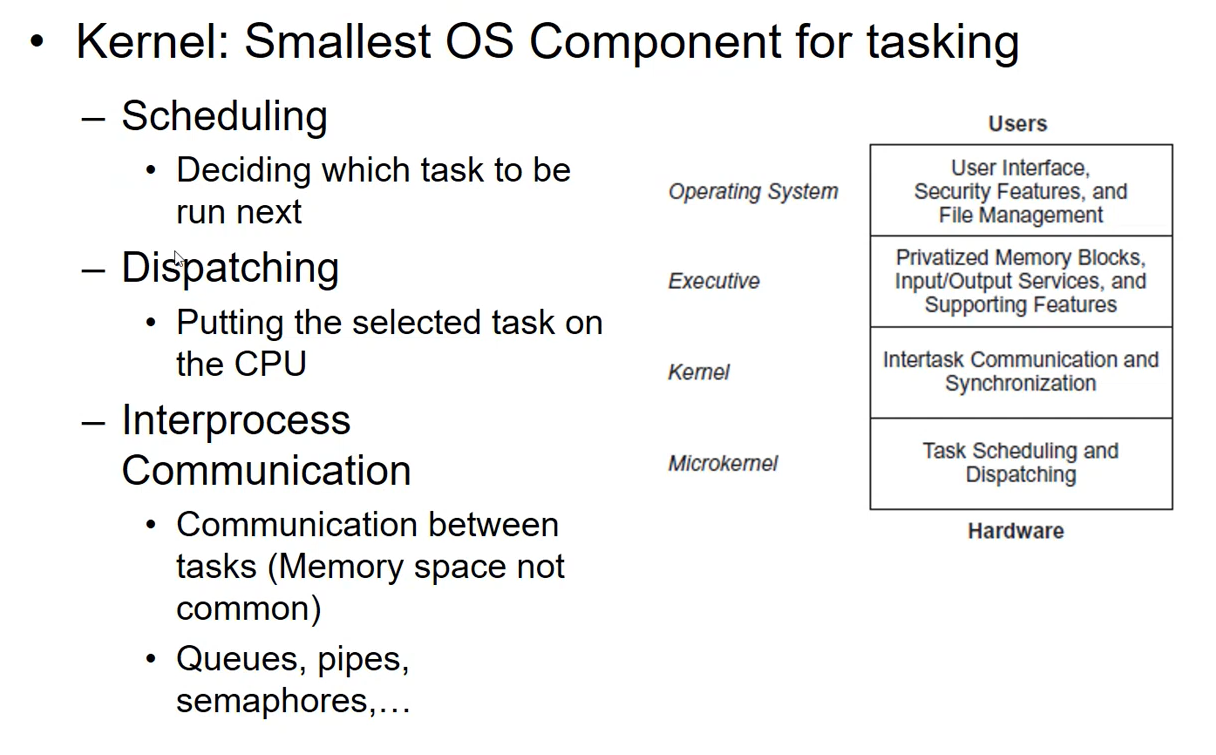 • Kernel: Smallest OS Component for tasking
– Scheduling
• Deciding which task to be
run next
– Dispatching
• Putting the selected task on
the CPU
– Interprocess
Communication
• Communication between
tasks (Memory space not
common)
• Queues, pipes,
semaphores,…
Users
Operating System
User Interface,
Security Features, and
File Management
Executive
Privatized Memory Blocks,
Input/Output Services, and
Supporting Features
Kernel
Intertask Communication and
Synchronization
Microkernel
Task Scheduling and
Dispatching
Hardware